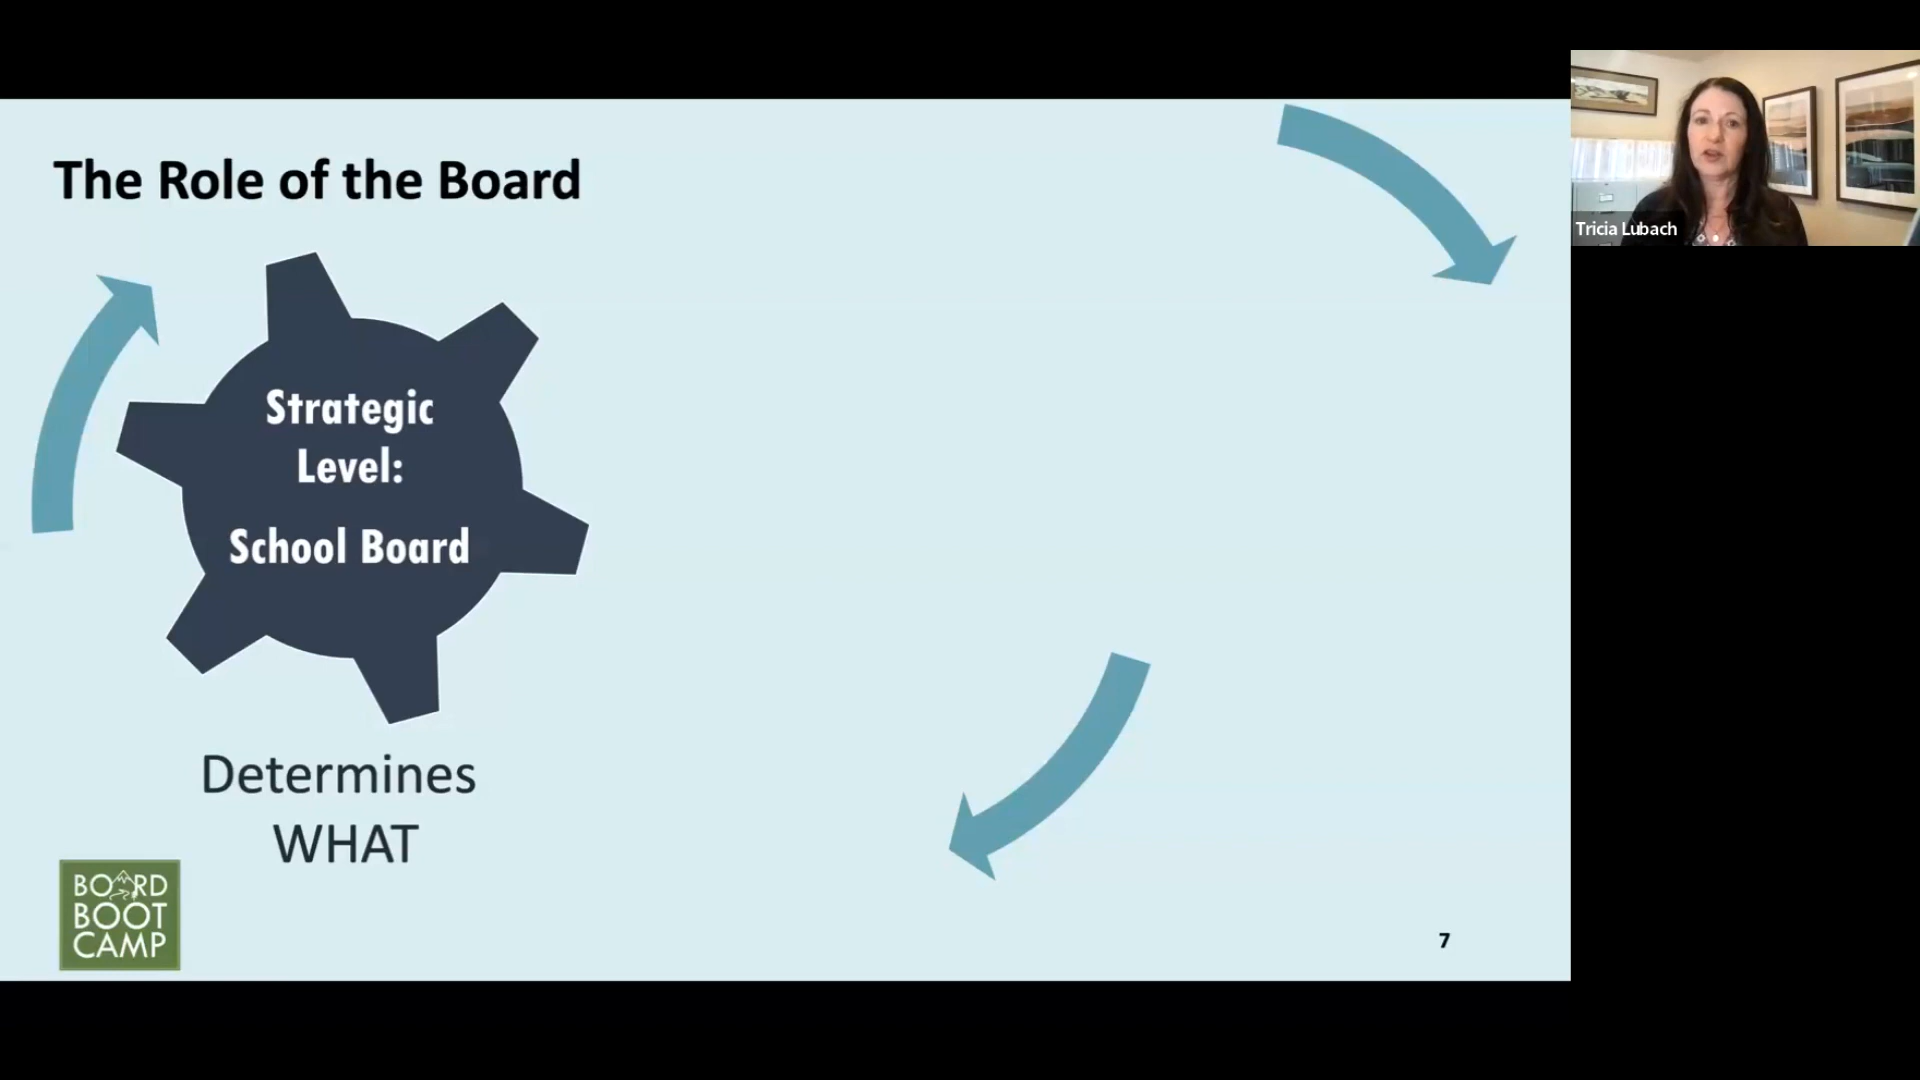 The Role of the Board
Strategic
Level:
School Board
Determines
WHAT
BOARD
BOOT
CAMP
7
Tricia Lubach